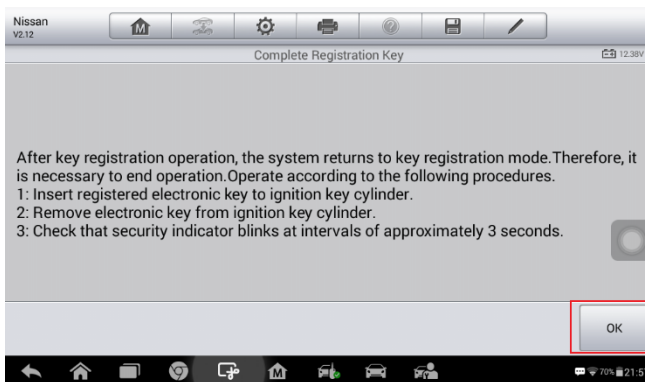 Nissan
V2.12
Complete Registration Key
12.38V
After key registration operation, the system returns to key registration mode.Therefore, it
is necessary to end operation.Operate according to the following procedures.
1: Insert registered electronic key to ignition key cylinder.
2: Remove electronic key from ignition key cylinder.
3: Check that security indicator blinks at intervals of approximately 3 seconds.
OK
70% 21:5